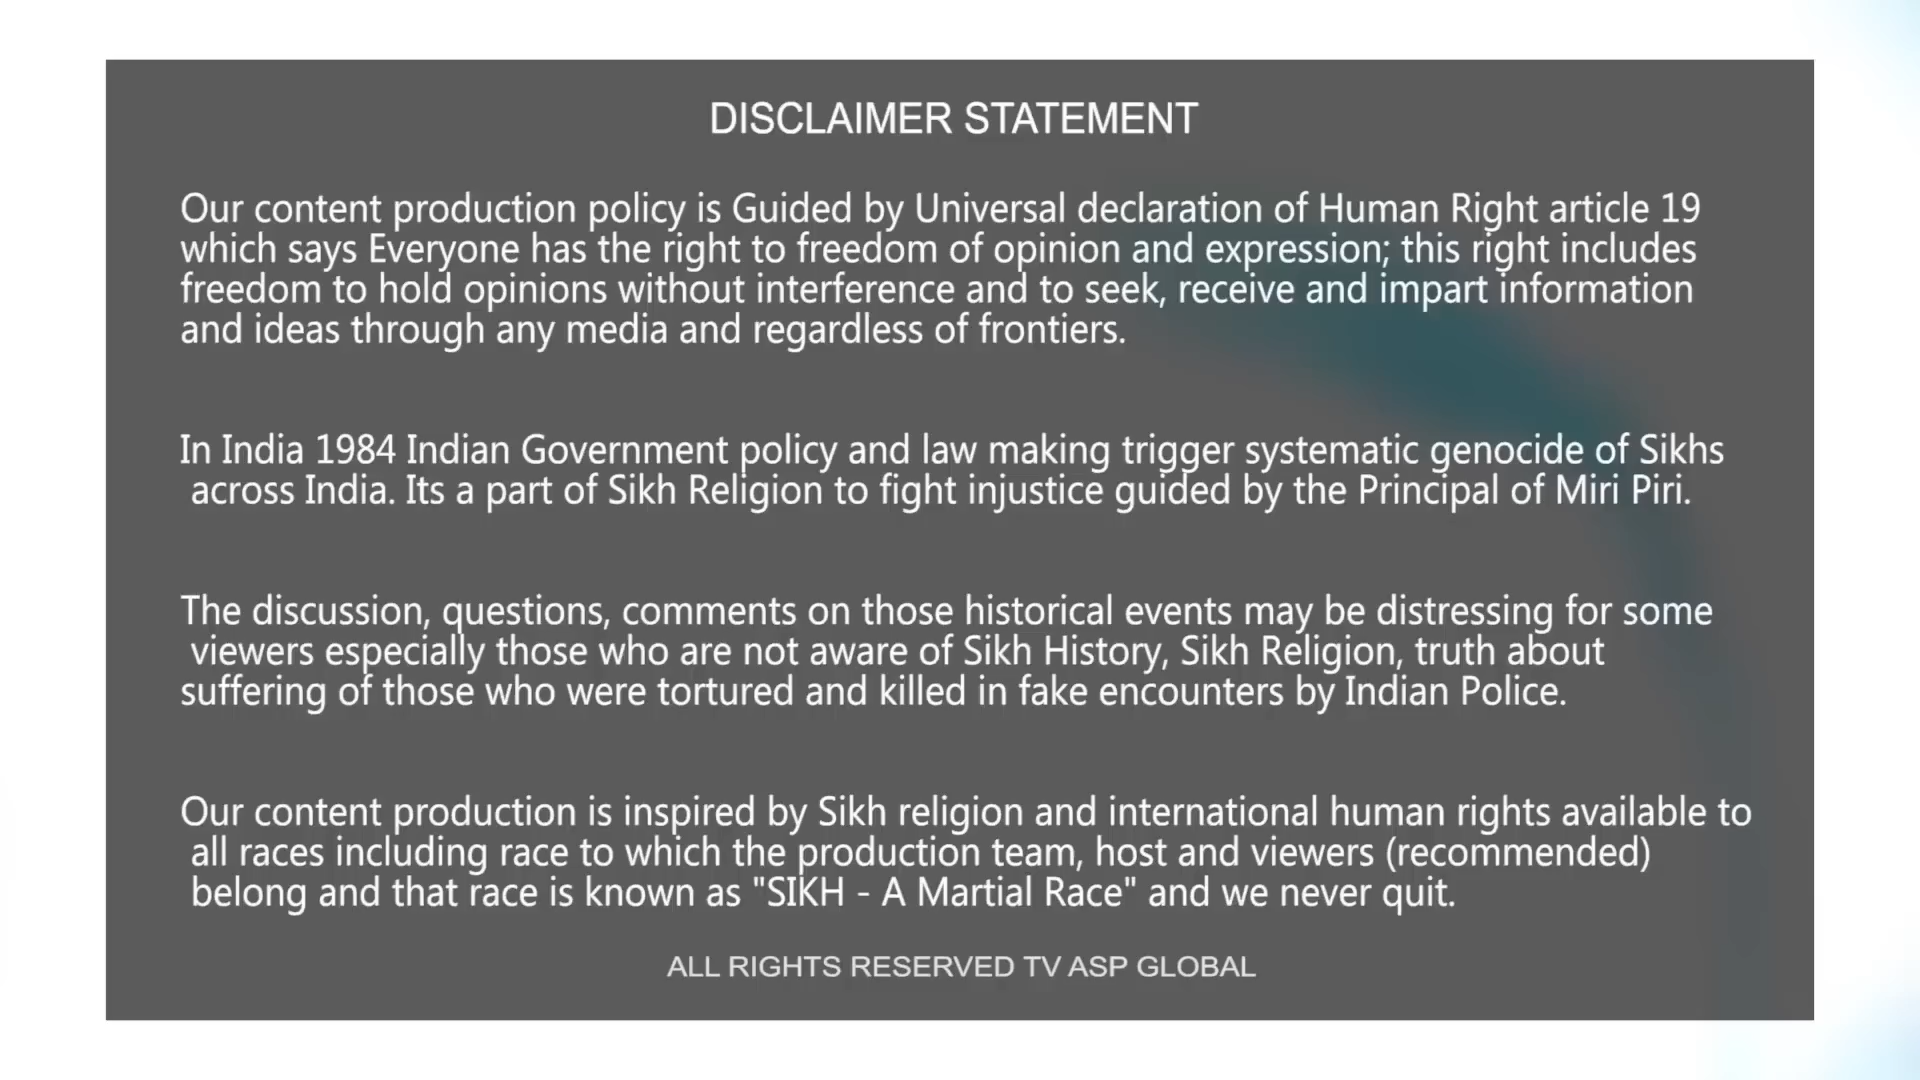 DISCLAIMER STATEMENT
Our content production policy is Guided by Universal declaration of Human Right article 19
which says Everyone has the right to freedom of opinion and expression; this right includes
freedom to hold opinions without interference and to seek, receive and impart information
and ideas through any media and regardless of frontiers.
In India 1984 Indian Government policy and law making trigger systematic genocide of Sikhs
across India. Its a part of Sikh Religion to fight injustice guided by the Principal of Miri Piri.
The discussion, questions, comments on those historical events may be distressing for some
viewers especially those who are not aware of Sikh History, Sikh Religion, truth about
suffering of those who were tortured and killed in fake encounters by Indian Police.
Our content production is inspired by Sikh religion and international human rights available to
all races including race to which the production team, host and viewers (recommended)
belong and that race is known as "SIKH - A Martial Race" and we never quit.
ALL RIGHTS RESERVED TV ASP GLOBAL